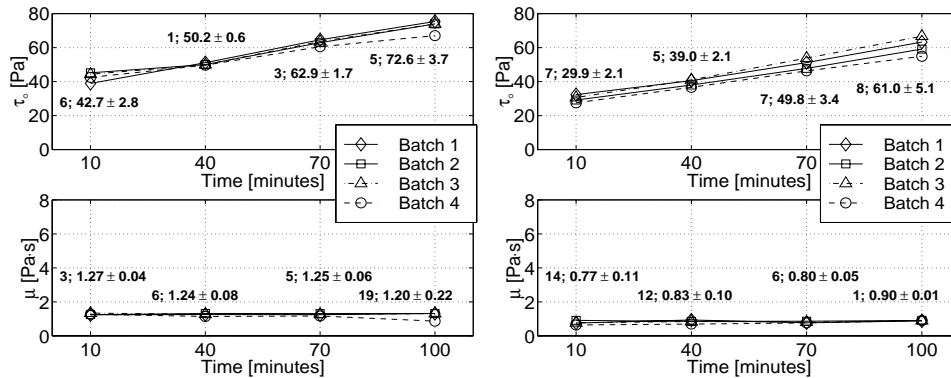 80
60
40
20
0
τₒ [Pa]
1; 50.2 ± 0.6
6; 42.7 ± 2.8
3; 62.9 ± 1.7
5; 72.6 ± 3.7
10 40 70 100
Time [minutes]
Batch 1
Batch 2
Batch 3
Batch 4
80
60
40
20
0
τₒ [Pa]
7; 29.9 ± 2.1
5; 39.0 ± 2.1
7; 49.8 ± 3.4
8; 61.0 ± 5.1
10 40 70 100
Time [minutes]
Batch 1
Batch 2
Batch 3
Batch 4
8
6
4
2
0
μ [Pa·s]
3; 1.27 ± 0.04
6; 1.24 ± 0.08
5; 1.25 ± 0.06
19; 1.20 ± 0.22
10 40 70 100
Time [minutes]
8
6
4
2
0
μ [Pa·s]
14; 0.77 ± 0.11
12; 0.83 ± 0.10
6; 0.80 ± 0.05
1; 0.90 ± 0.01
10 40 70 100
Time [minutes]